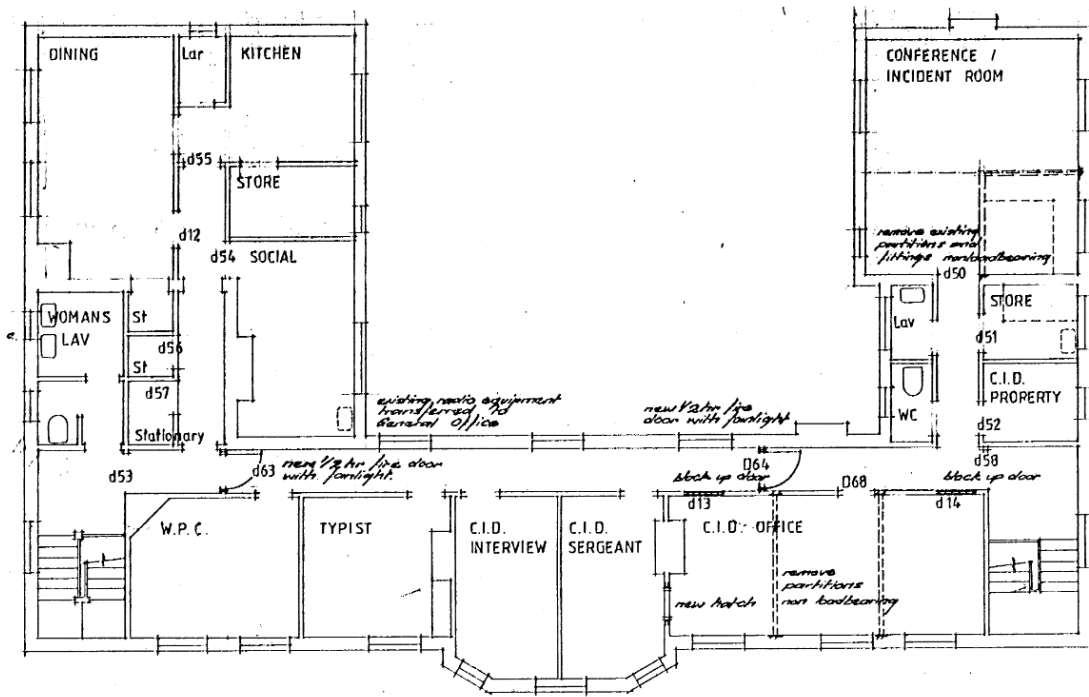 DINING
Lar
KITCHEN
CONFERENCE /
INCIDENT ROOM
d55
STORE
d12
d54
SOCIAL
remove existing
partitions and
fittings nonloadbearing
d50
WOMANS
LAV
St
d56
St
d57
Stationary
STORE
Lav
d51
C.I.D.
PROPERTY
WC
d52
d58
existing radio equipment
transferred to
General Office
new 1/2 hr fire
door with fanlight
d53
d63
new 1/2 hr fire door
with fanlight.
block up door
D64
D68
block up door
d13
d14
W.P.C.
TYPIST
C.I.D.
INTERVIEW
C.I.D.
SERGEANT
C.I.D. OFFICE
new hatch
remove
partitions
non loadbearing